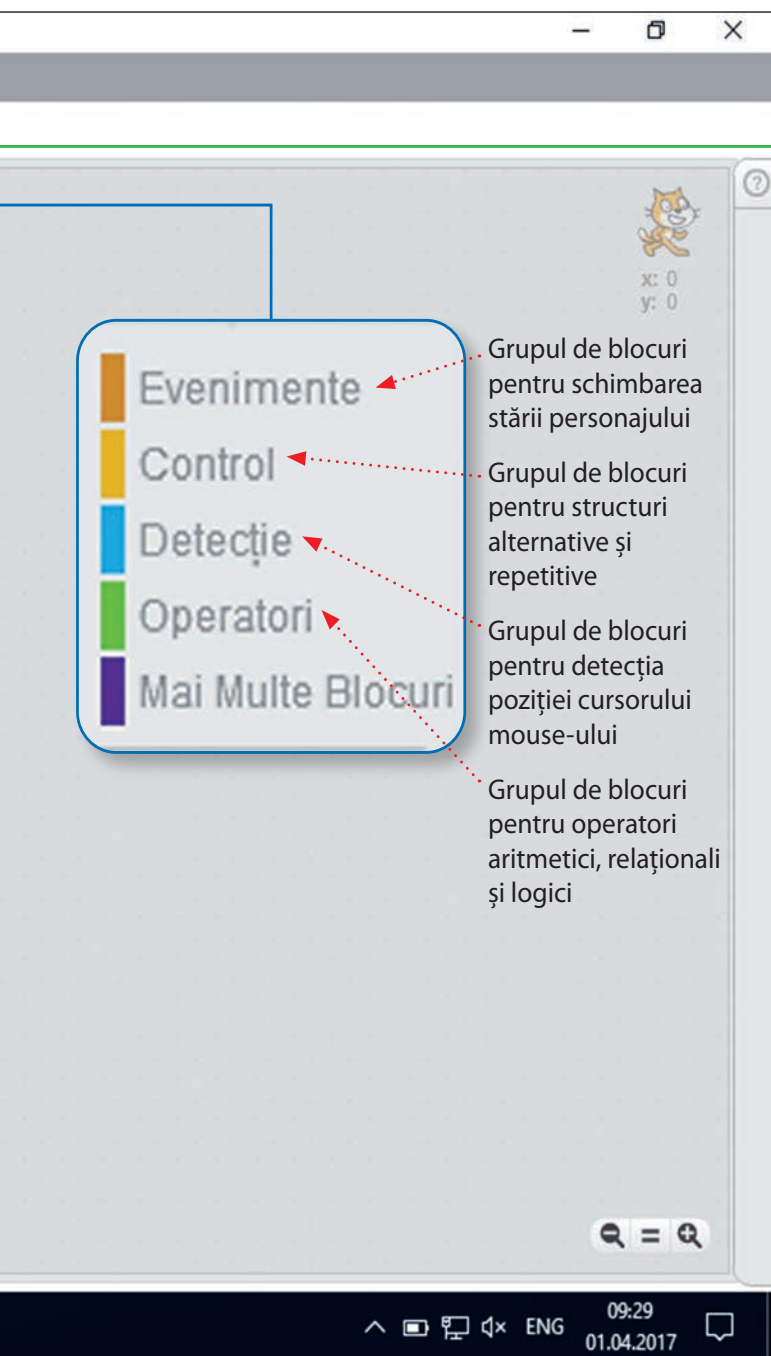 x: 0
y: 0
Evenimente
Control
Detecție
Operatori
Mai Multe Blocuri
Grupul de blocuri
pentru schimbarea
stării personajului
Grupul de blocuri
pentru structuri
alternative și
repetitive
Grupul de blocuri
pentru detecția
poziției cursorului
mouse-ului
Grupul de blocuri
pentru operatori
aritmetici, relaționali
și logici
ENG
09:29
01.04.2017